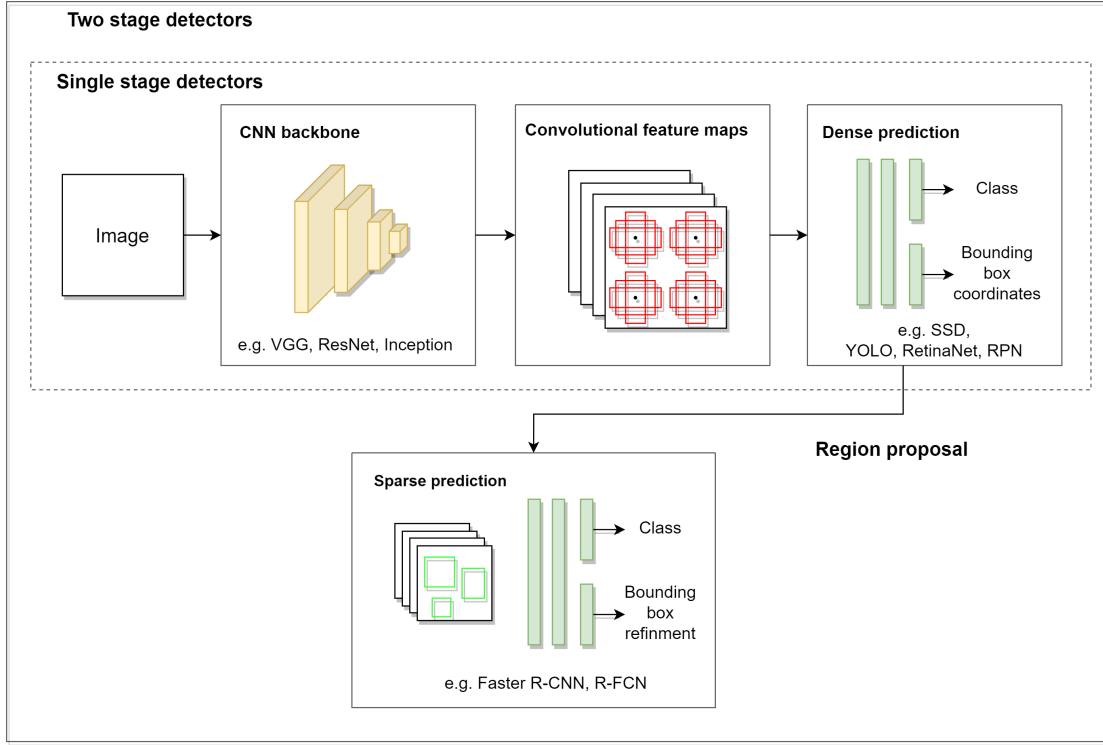 Two stage detectors
Single stage detectors
Image
CNN backbone
e.g. VGG, ResNet, Inception
Convolutional feature maps
Dense prediction
Class
Bounding
box
coordinates
e.g. SSD,
YOLO, RetinaNet, RPN
Region proposal
Sparse prediction
Class
Bounding
box
refinment
e.g. Faster R-CNN, R-FCN